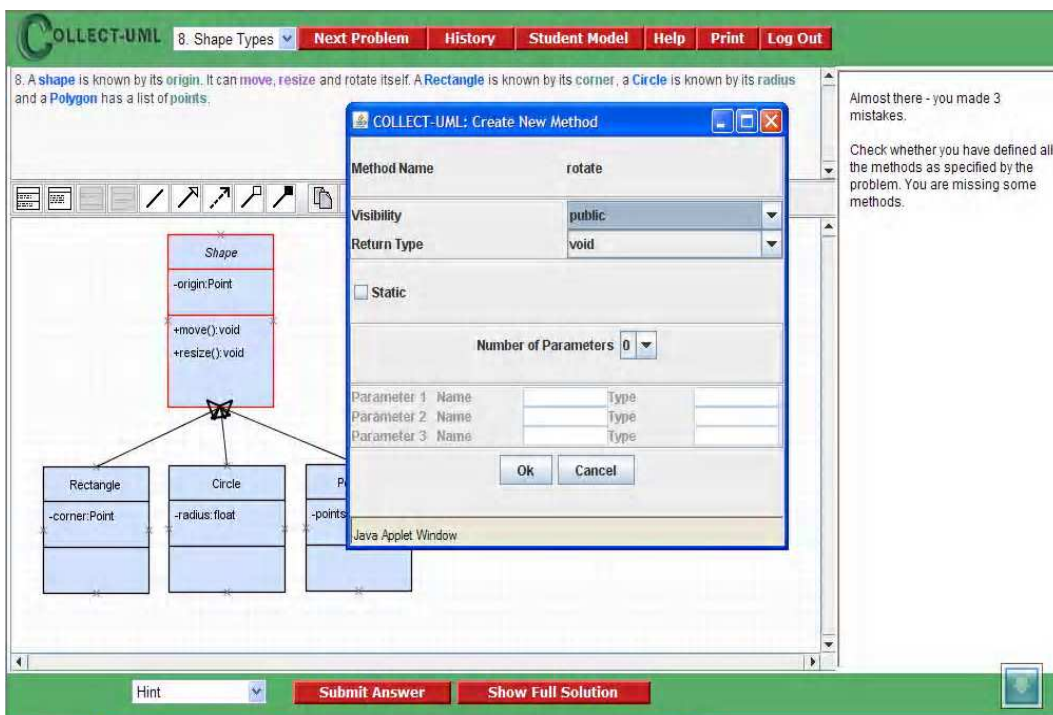 COLLECT-UML 8. Shape Types Next Problem History Student Model Help Print Log Out
8. A shape is known by its origin. It can move, resize and rotate itself. A Rectangle is known by its corner, a Circle is known by its radius
and a Polygon has a list of points.
Almost there - you made 3
mistakes.
Check whether you have defined all
the methods as specified by the
problem. You are missing some
methods.
COLLECT-UML: Create New Method
Method Name rotate
Visibility public
Return Type void
Static
Number of Parameters 0
Parameter 1 Name Type
Parameter 2 Name Type
Parameter 3 Name Type
Ok Cancel
Java Applet Window
Shape
-origin:Point
+move():void
+resize():void
Rectangle
-corner:Point
Circle
-radius:float
-points
Hint Submit Answer Show Full Solution